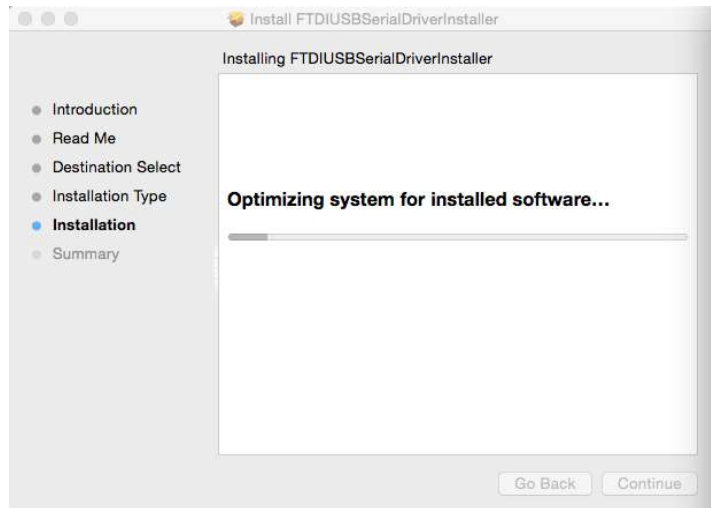 Install FTDIUSBSerialDriverInstaller
Installing FTDIUSBSerialDriverInstaller
Introduction
Read Me
Destination Select
Installation Type
Installation
Summary
Optimizing system for installed software...
Go Back
Continue